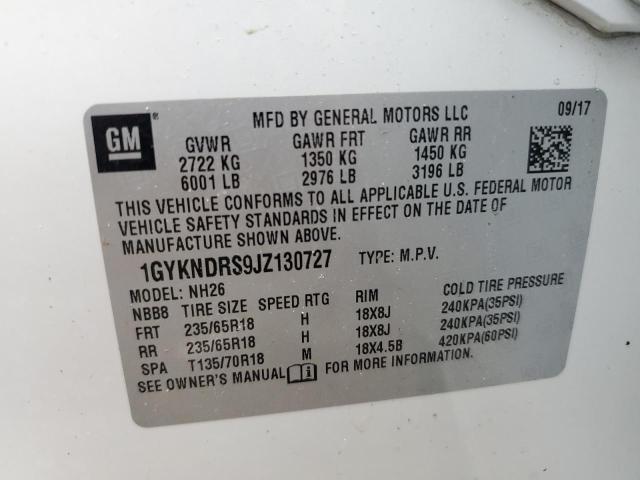 GM
MFD BY GENERAL MOTORS LLC 09/17
GVWR GAWR FRT GAWR RR
2722 KG 1350 KG 1450 KG
6001 LB 2976 LB 3196 LB
THIS VEHICLE CONFORMS TO ALL APPLICABLE U.S. FEDERAL MOTOR
VEHICLE SAFETY STANDARDS IN EFFECT ON THE DATE OF
MANUFACTURE SHOWN ABOVE.
1GYKNDRS9JZ130727 TYPE: M.P.V.
MODEL: NH26
NBB8 TIRE SIZE SPEED RTG RIM COLD TIRE PRESSURE
FRT 235/65R18 H 18X8J 240KPA(35PSI)
RR 235/65R18 H 18X8J 240KPA(35PSI)
SPA T135/70R18 M 18X4.5B 420KPA(60PSI)
SEE OWNER'S MANUAL FOR MORE INFORMATION.